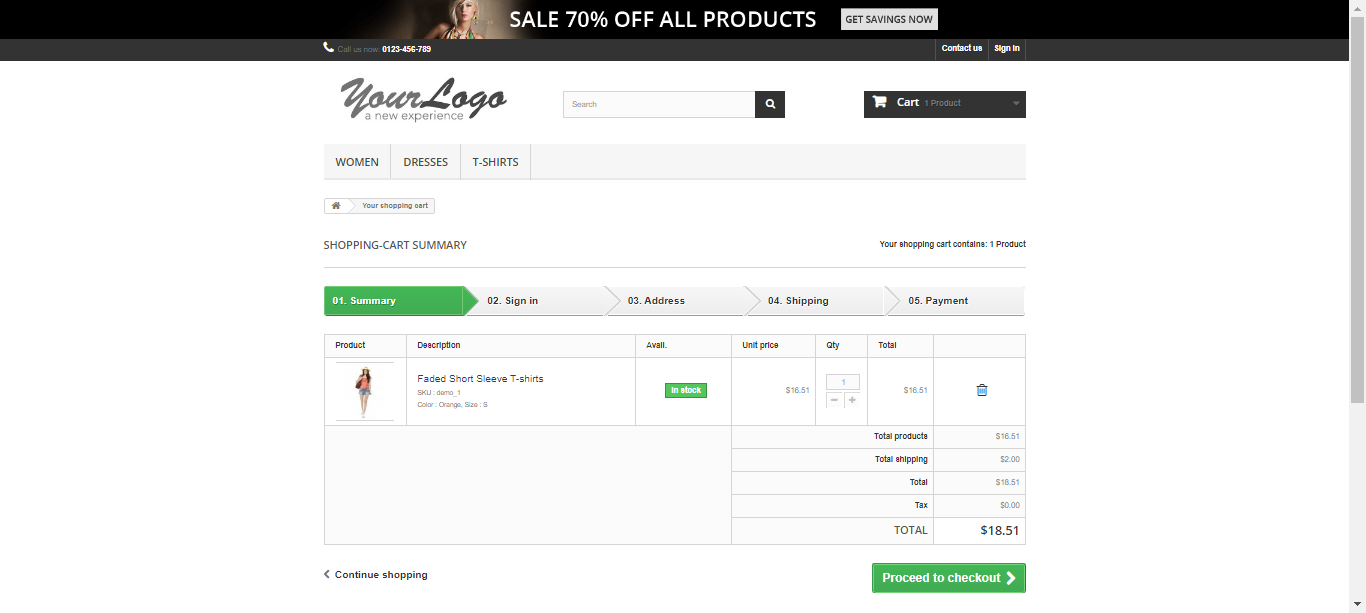 SALE 70% OFF ALL PRODUCTS GET SAVINGS NOW
Call us now: 0123-456-789 Contact us Sign in
YourLogo
a new experience
Search
Cart 1 Product
WOMEN DRESSES T-SHIRTS
Your shopping cart
SHOPPING-CART SUMMARY Your shopping cart contains: 1 Product
01. Summary 02. Sign in 03. Address 04. Shipping 05. Payment
Product Description Avail. Unit price Qty Total
Faded Short Sleeve T-shirts
SKU : demo_1
Color : Orange, Size : S
In stock $16.51 1 $16.51
Total products $16.51
Total shipping $2.00
Total $18.51
Tax $0.00
TOTAL $18.51
Continue shopping Proceed to checkout